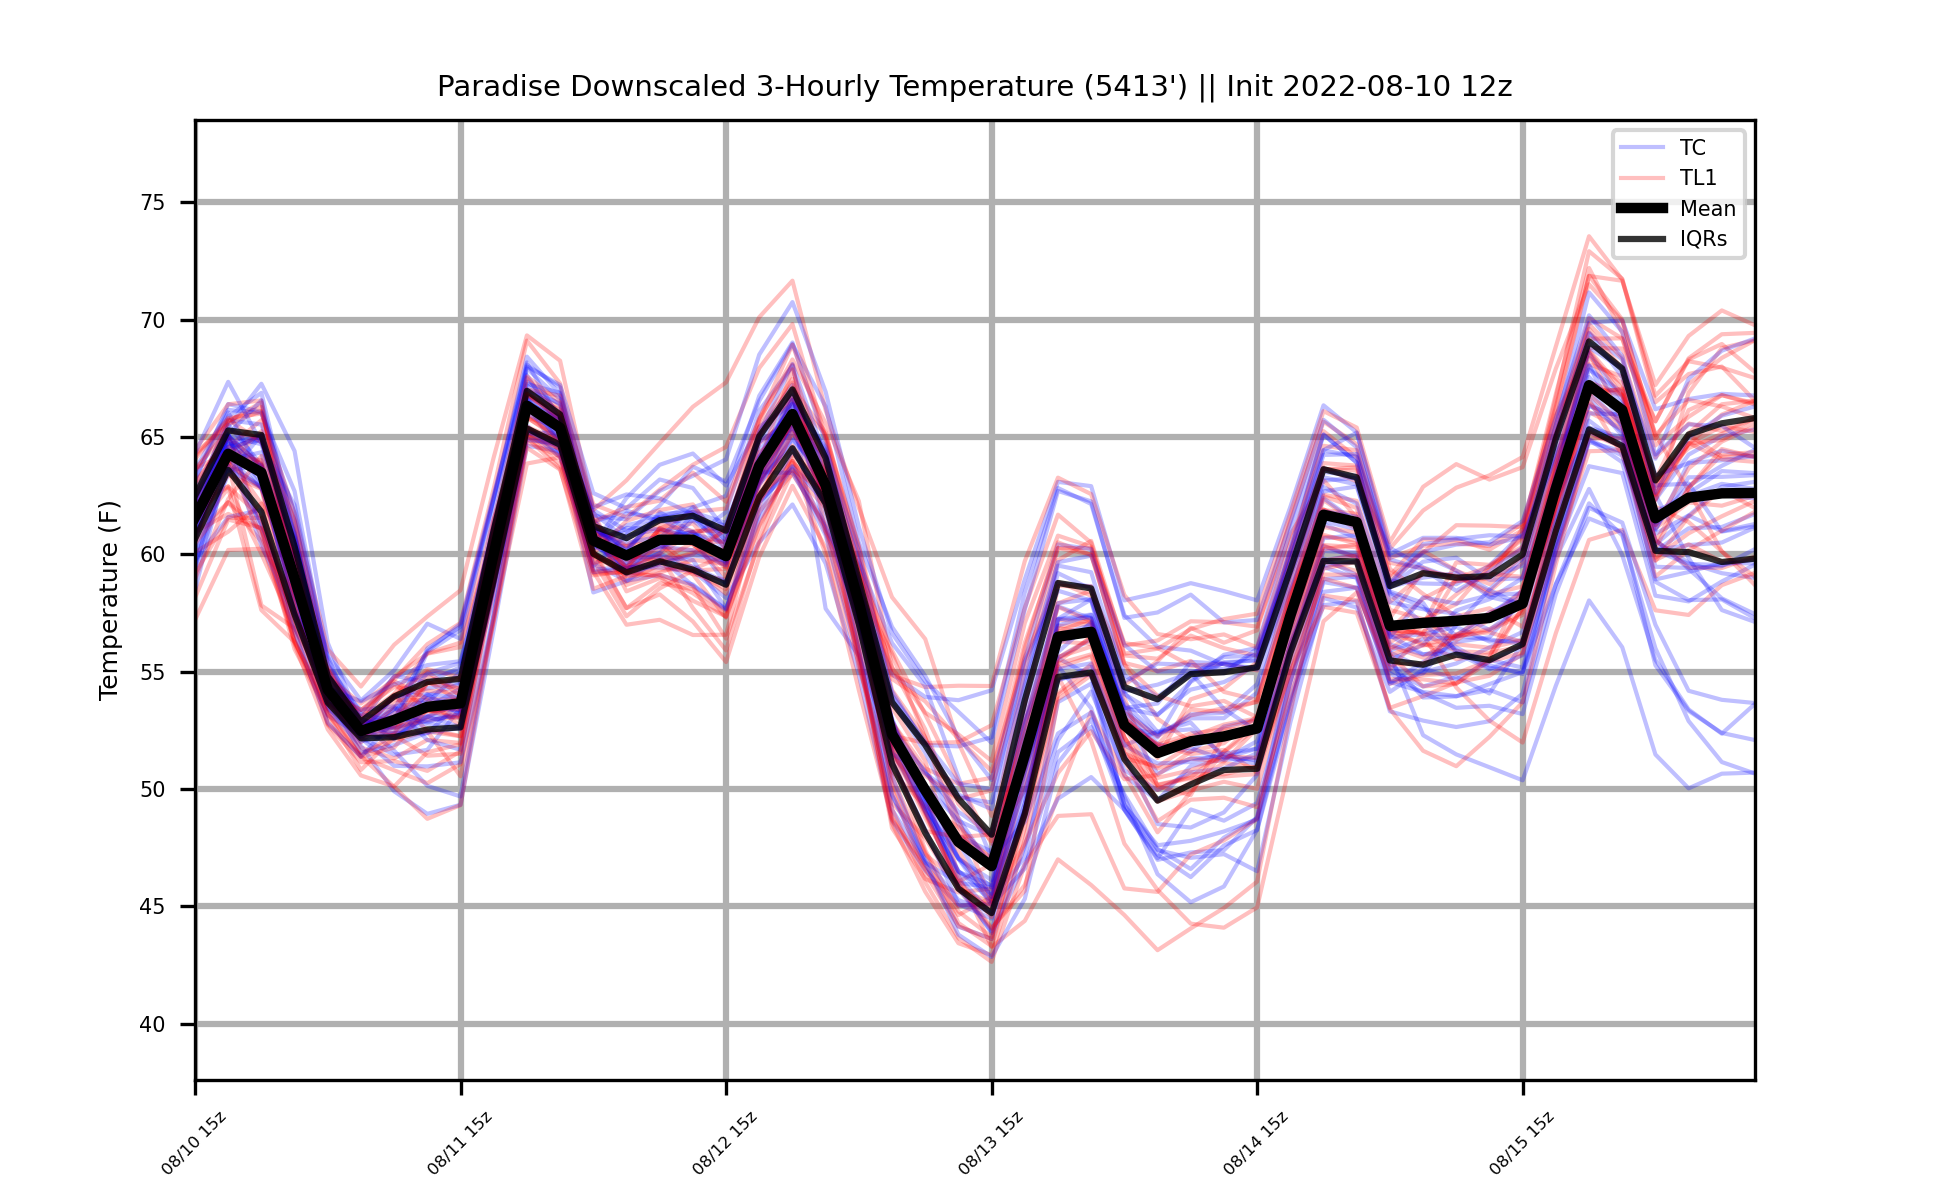 Paradise Downscaled 3-Hourly Temperature (5413') || Init 2022-08-10 12z
TC
TL1
Mean
IQRs
Temperature (F)
75
70
65
60
55
50
45
40
08/10 15z
08/11 15z
08/12 15z
08/13 15z
08/14 15z
08/15 15z